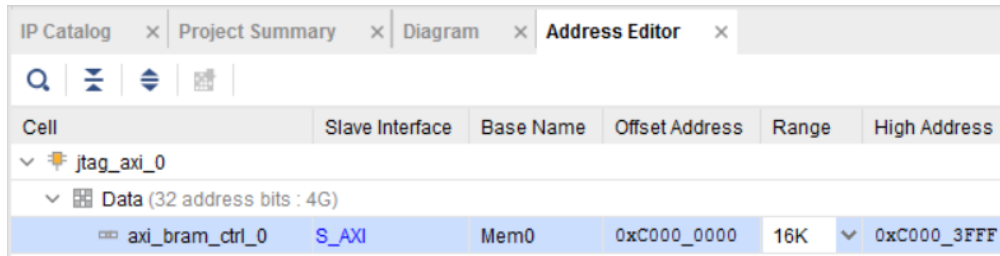 IP Catalog × Project Summary × Diagram × Address Editor ×
Cell Slave Interface Base Name Offset Address Range High Address
jtag_axi_0
Data (32 address bits : 4G)
axi_bram_ctrl_0 S_AXI Mem0 0xC000_0000 16K 0xC000_3FFF